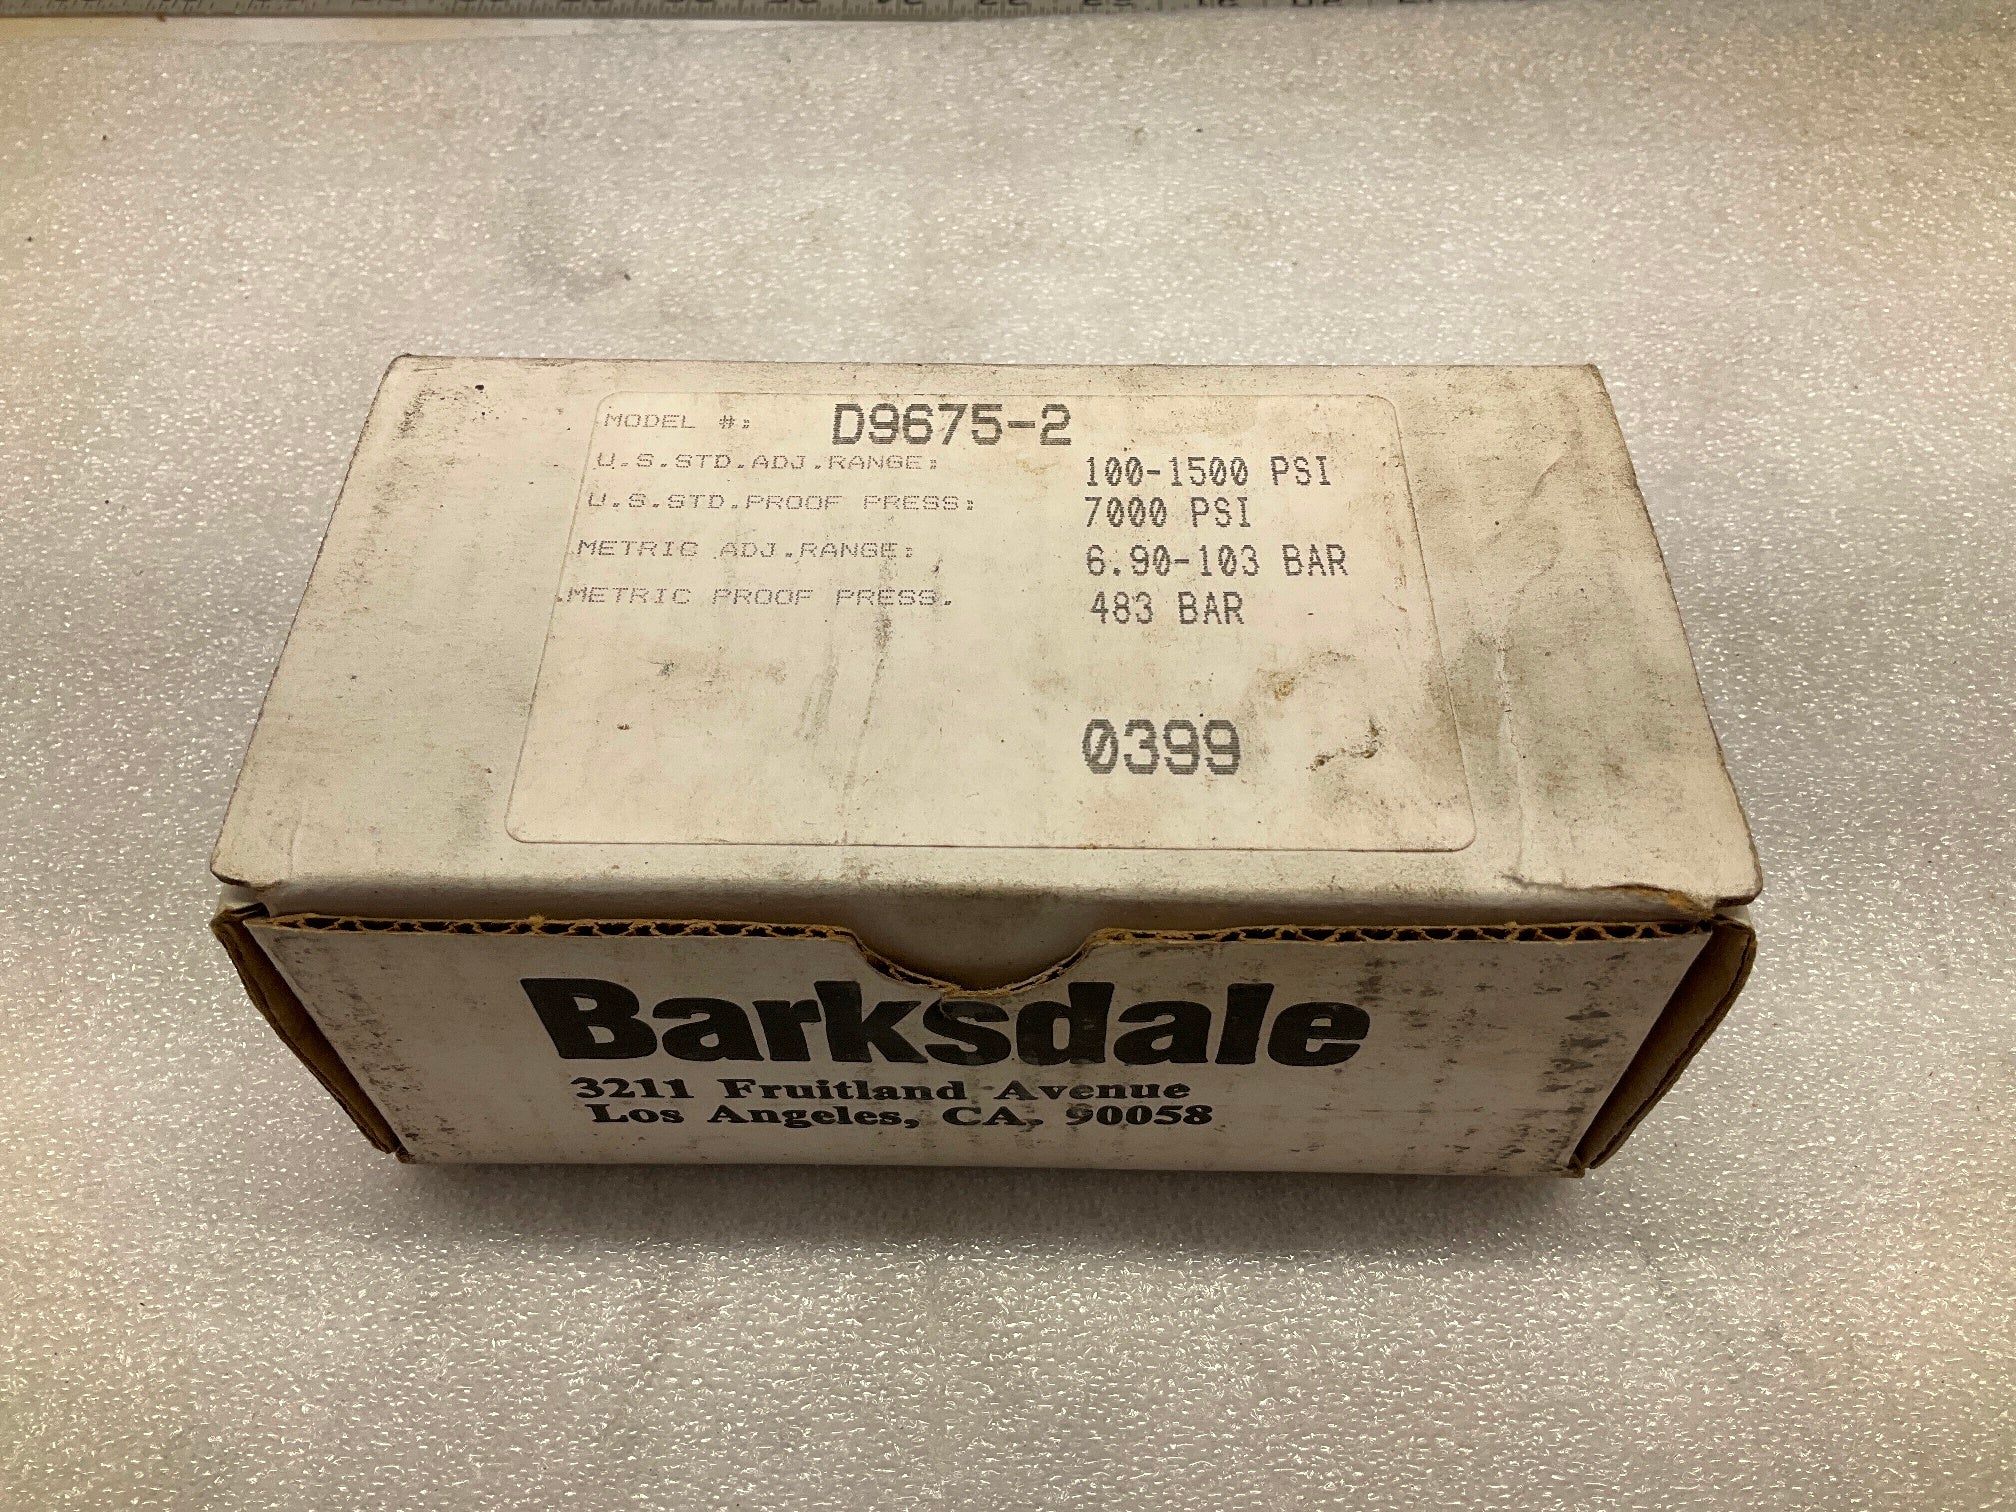 MODEL #: D9675-2
U.S.STD.ADJ.RANGE: 100-1500 PSI
U.S.STD.PROOF PRESS: 7000 PSI
METRIC ADJ.RANGE: 6.90-103 BAR
METRIC PROOF PRESS. 483 BAR
0399
Barksdale
3211 Fruitland Avenue
Los Angeles, CA, 90058